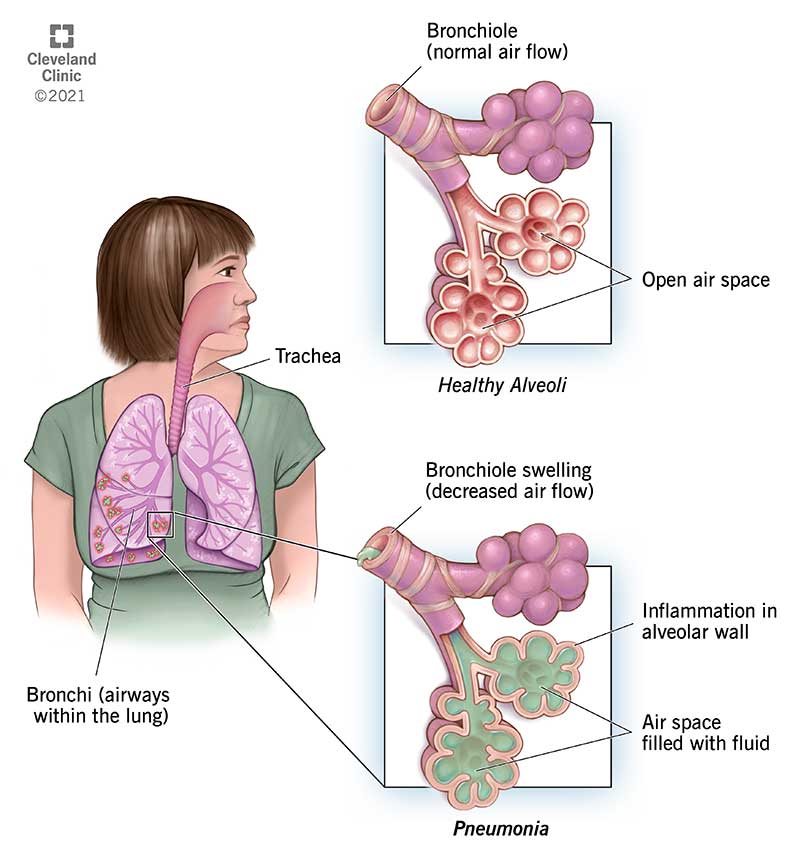 Cleveland
Clinic
©2021
Bronchiole
(normal air flow)
Open air space
Healthy Alveoli
Trachea
Bronchiole swelling
(decreased air flow)
Inflammation in
alveolar wall
Bronchi (airways
within the lung)
Air space
filled with fluid
Pneumonia